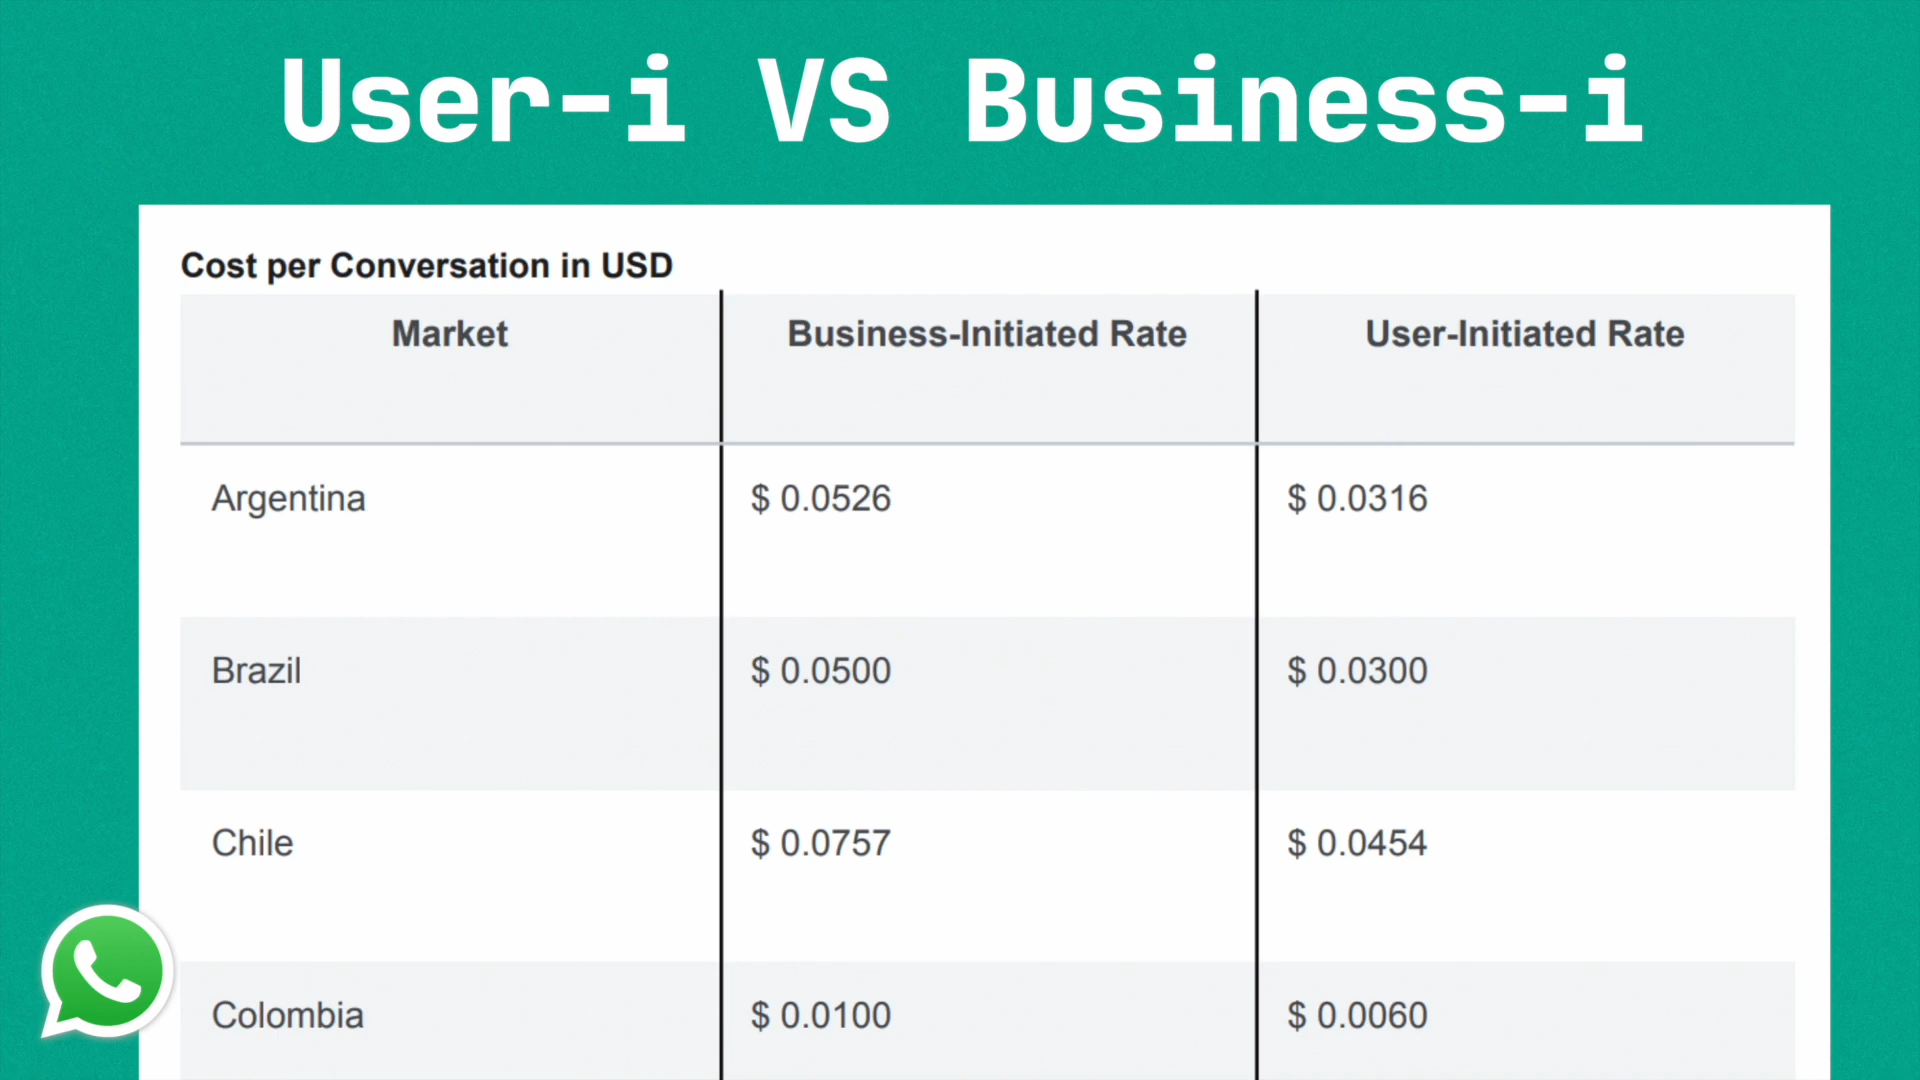 User-i VS Business-i
Cost per Conversation in USD
Market Business-Initiated Rate User-Initiated Rate
Argentina $ 0.0526 $ 0.0316
Brazil $ 0.0500 $ 0.0300
Chile $ 0.0757 $ 0.0454
Colombia $ 0.0100 $ 0.0060